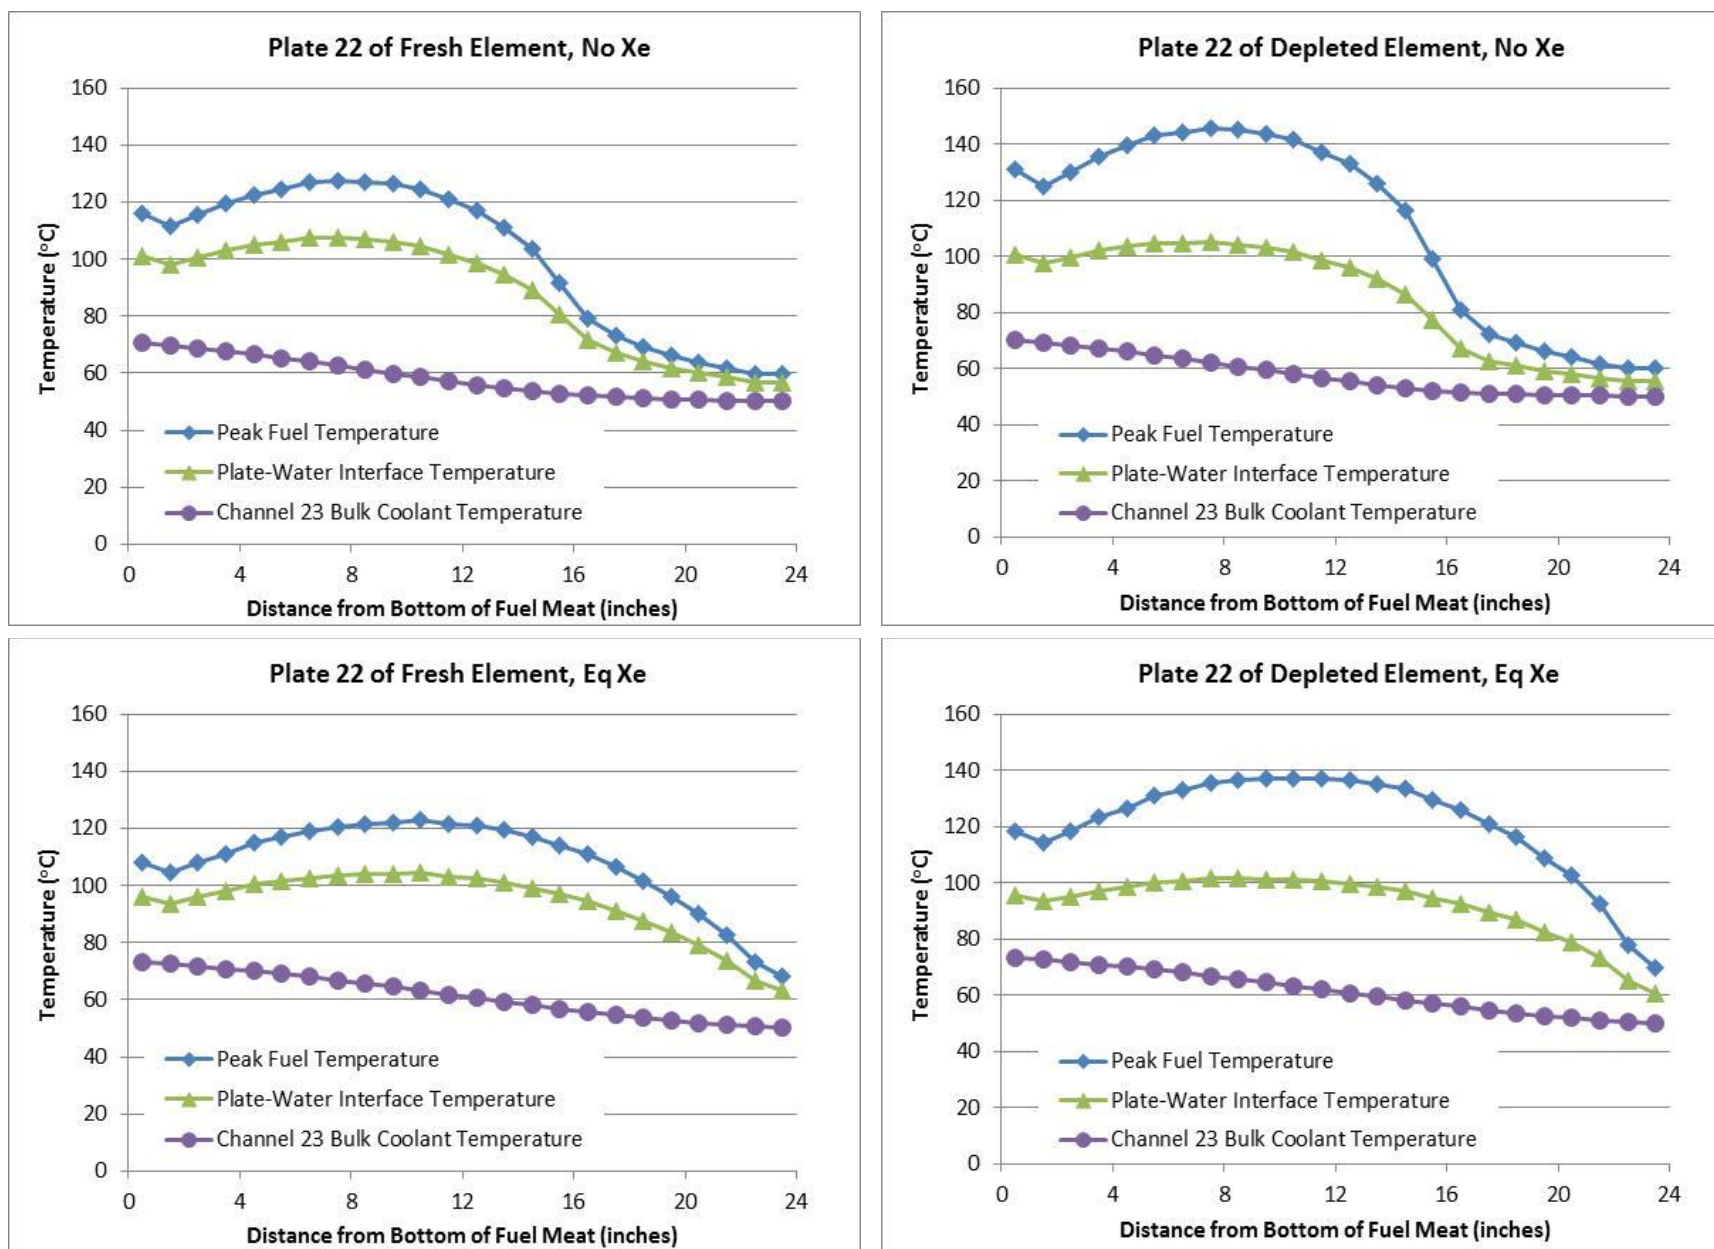 Plate 22 of Fresh Element, No Xe
160
140
120
100
80
60
40
20
0
Temperature (°C)
Peak Fuel Temperature
Plate-Water Interface Temperature
Channel 23 Bulk Coolant Temperature
0 4 8 12 16 20 24
Distance from Bottom of Fuel Meat (inches)
Plate 22 of Depleted Element, No Xe
160
140
120
100
80
60
40
20
0
Temperature (°C)
Peak Fuel Temperature
Plate-Water Interface Temperature
Channel 23 Bulk Coolant Temperature
0 4 8 12 16 20 24
Distance from Bottom of Fuel Meat (inches)
Plate 22 of Fresh Element, Eq Xe
160
140
120
100
80
60
40
20
0
Temperature (°C)
Peak Fuel Temperature
Plate-Water Interface Temperature
Channel 23 Bulk Coolant Temperature
0 4 8 12 16 20 24
Distance from Bottom of Fuel Meat (inches)
Plate 22 of Depleted Element, Eq Xe
160
140
120
100
80
60
40
20
0
Temperature (°C)
Peak Fuel Temperature
Plate-Water Interface Temperature
Channel 23 Bulk Coolant Temperature
0 4 8 12 16 20 24
Distance from Bottom of Fuel Meat (inches)